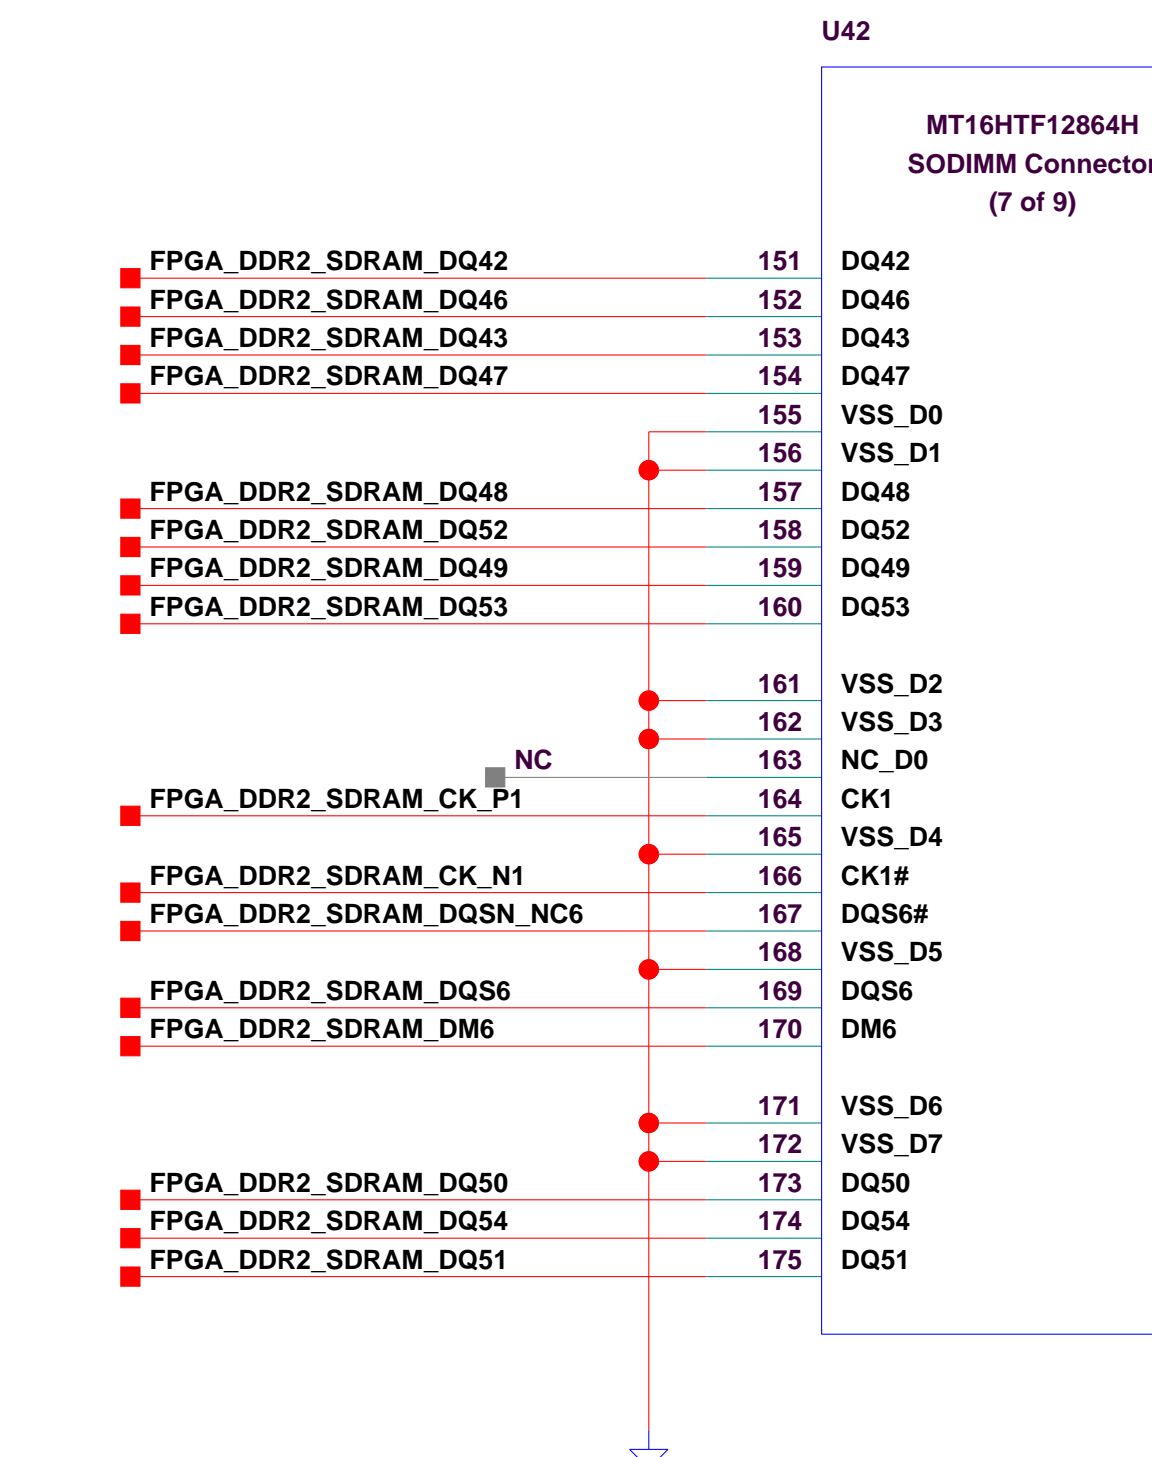 U42
MT16HTF12864H
SODIMM Connector
(7 of 9)
FPGA_DDR2_SDRAM_DQ42 151 DQ42
FPGA_DDR2_SDRAM_DQ46 152 DQ46
FPGA_DDR2_SDRAM_DQ43 153 DQ43
FPGA_DDR2_SDRAM_DQ47 154 DQ47
155 VSS_D0
156 VSS_D1
FPGA_DDR2_SDRAM_DQ48 157 DQ48
FPGA_DDR2_SDRAM_DQ52 158 DQ52
FPGA_DDR2_SDRAM_DQ49 159 DQ49
FPGA_DDR2_SDRAM_DQ53 160 DQ53
161 VSS_D2
162 VSS_D3
NC 163 NC_D0
FPGA_DDR2_SDRAM_CK_P1 164 CK1
165 VSS_D4
FPGA_DDR2_SDRAM_CK_N1 166 CK1#
FPGA_DDR2_SDRAM_DQSN_NC6 167 DQS6#
168 VSS_D5
FPGA_DDR2_SDRAM_DQS6 169 DQS6
FPGA_DDR2_SDRAM_DM6 170 DM6
171 VSS_D6
172 VSS_D7
FPGA_DDR2_SDRAM_DQ50 173 DQ50
FPGA_DDR2_SDRAM_DQ54 174 DQ54
FPGA_DDR2_SDRAM_DQ51 175 DQ51